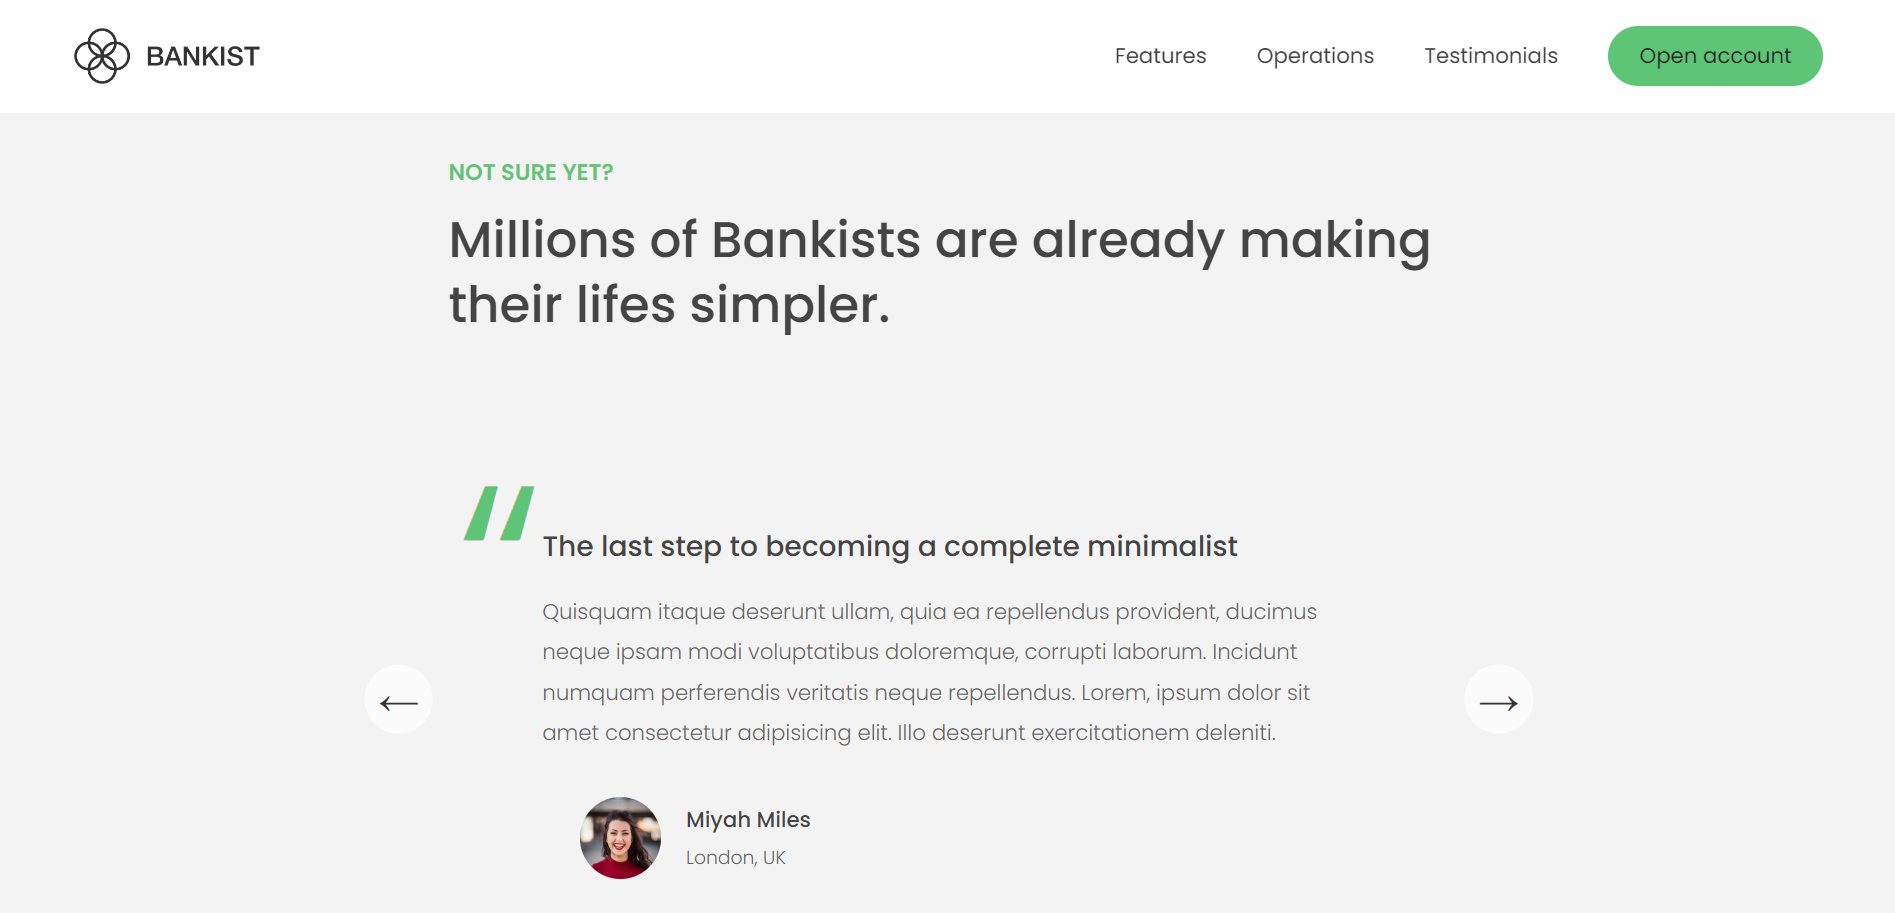 BANKIST
Features
Operations
Testimonials
Open account
NOT SURE YET?
Millions of Bankists are already making
their lifes simpler.
“
The last step to becoming a complete minimalist
Quisquam itaque deserunt ullam, quia ea repellendus provident, ducimus
neque ipsam modi voluptatibus doloremque, corrupti laborum. Incidunt
numquam perferendis veritatis neque repellendus. Lorem, ipsum dolor sit
amet consectetur adipisicing elit. Illo deserunt exercitationem deleniti.
←
→
Miyah Miles
London, UK